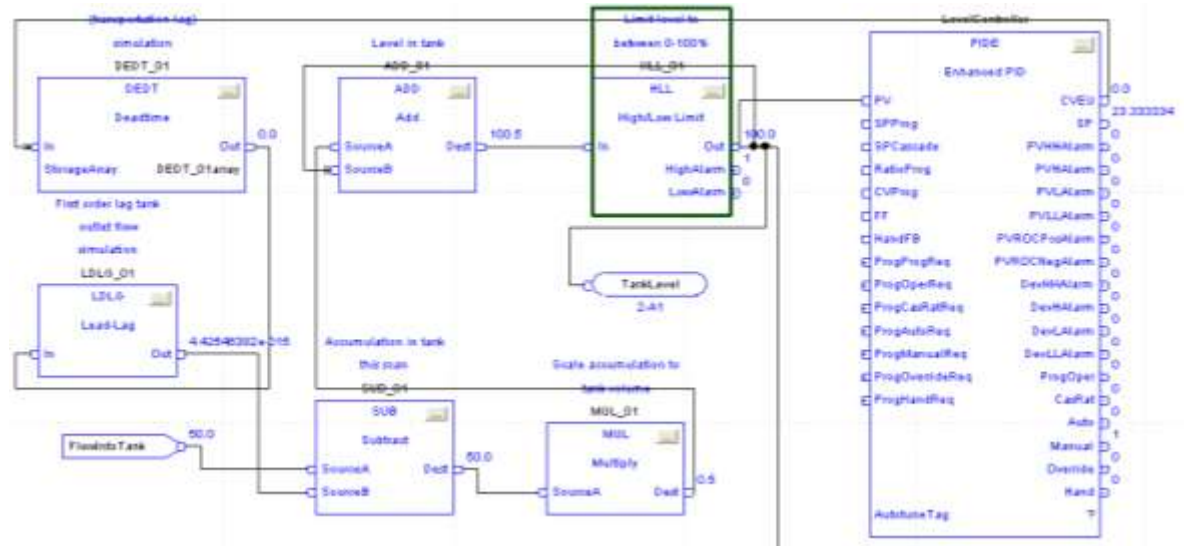 (transportation lag)
simulation
DEDT_01
DEDT
Deadtime
In
Out
0.0
StorageArray
DEDT_01array
First order lag tank
outlet flow
simulation
LDLG_01
LDLG
Lead-Lag
In
Out
FlowIntoTank
50.0
Level in tank
ADD_01
ADD
Add
SourceA
Dest
100.5
SourceB
Accumulation in tank
this scan
SUB_01
SUB
Subtract
SourceA
Dest
50.0
SourceB
Scale accumulation to
tank volume
MUL_01
MUL
Multiply
SourceA
Dest
0.5
Limit level to
between 0-100%
HLL_01
HLL
High/Low Limit
In
Out
100.0
HighAlarm
1
LowAlarm
0
TankLevel
2-A1
LevelController
PIDE
Enhanced PID
PV
CVEU
0.0
SPProg
SP
23.333334
SPCascade
PVHHAlarm
0
RatioProg
PVHAlarm
0
CVProg
PVLAlarm
0
FF
PVLLAlarm
0
HandFB
PVROCPosAlarm
0
ProgProgReq
PVROCNegAlarm
0
ProgOperReq
DevHHAlarm
0
ProgCasRatReq
DevHAlarm
0
ProgAutoReq
DevLAlarm
0
ProgManualReq
DevLLAlarm
0
ProgOverrideReq
ProgOper
0
ProgHandReq
CasRat
0
Auto
0
Manual
1
Override
0
Hand
0
AutotuneTag
?